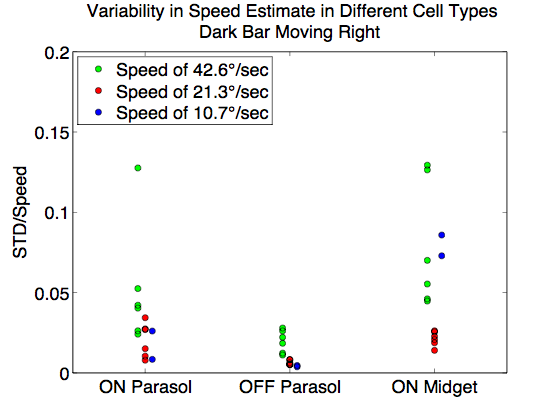 Variability in Speed Estimate in Different Cell Types
Dark Bar Moving Right
0.2
Speed of 42.6°/sec
Speed of 21.3°/sec
Speed of 10.7°/sec
0.15
STD/Speed
0.1
0.05
0
ON Parasol
OFF Parasol
ON Midget